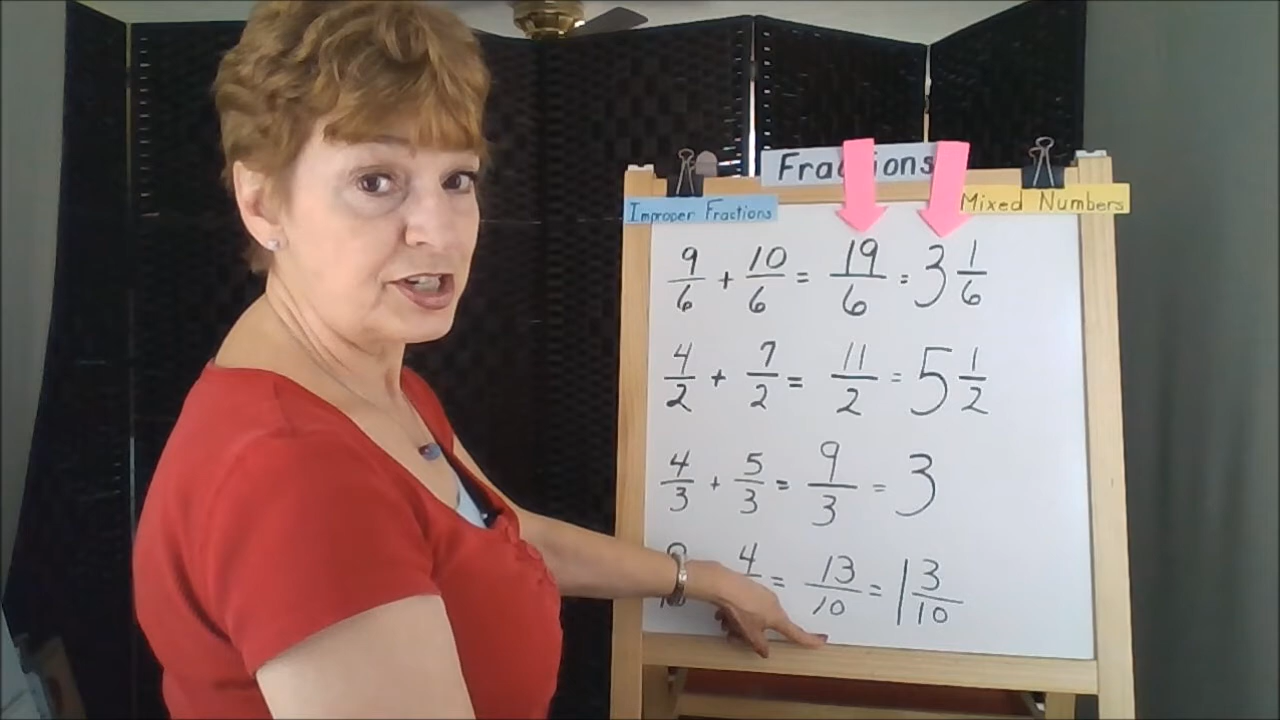 Fractions
Improper Fractions
Mixed Numbers
9/6 + 10/6 = 19/6 = 3 1/6
4/2 + 7/2 = 11/2 = 5 1/2
4/3 + 5/3 = 9/3 = 3
4 = 13/10 = 1 3/10